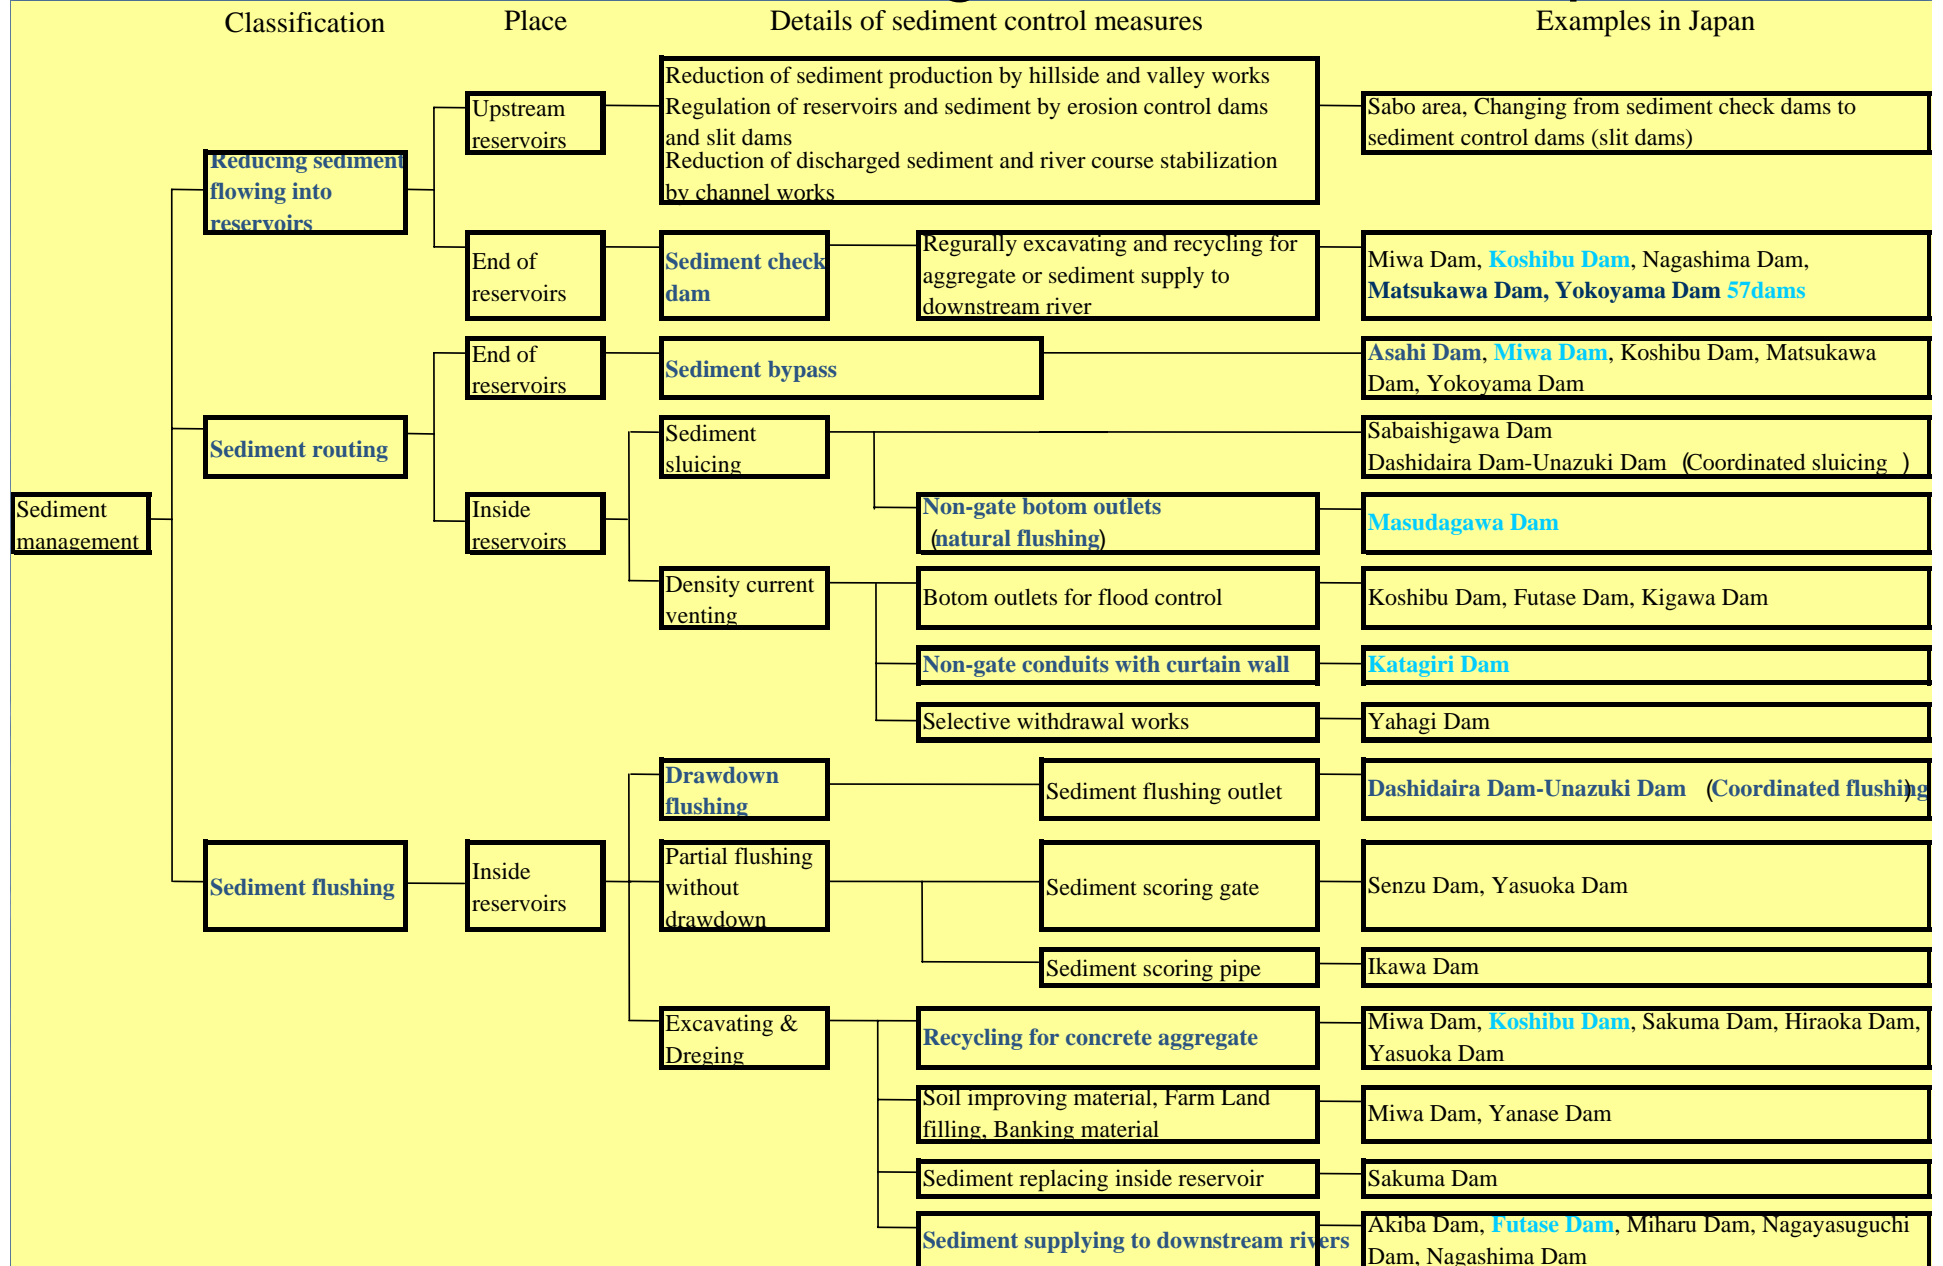 Classification
Place
Details of sediment control measures
Examples in Japan
Reduction of sediment production by hillside and valley works
Regulation of reservoirs and sediment by erosion control dams
and slit dams
Reduction of discharged sediment and river course stabilization
by channel works
Upstream
reservoirs
Sabo area, Changing from sediment check dams to
sediment control dams (slit dams)
Reducing sediment
flowing into
reservoirs
End of
reservoirs
Sediment check
dam
Regurally excavating and recycling for
aggregate or sediment supply to
downstream river
Miwa Dam, Koshibu Dam, Nagashima Dam,
Matsukawa Dam, Yokoyama Dam 57dams
End of
reservoirs
Sediment bypass
Asahi Dam, Miwa Dam, Koshibu Dam, Matsukawa
Dam, Yokoyama Dam
Sediment routing
Sediment
sluicing
Sabaishigawa Dam
Dashidaira Dam-Unazuki Dam (Coordinated sluicing )
Sediment
management
Inside
reservoirs
Non-gate botom outlets
(natural flushing)
Masudagawa Dam
Density current
venting
Botom outlets for flood control
Koshibu Dam, Futase Dam, Kigawa Dam
Non-gate conduits with curtain wall
Katagiri Dam
Selective withdrawal works
Yahagi Dam
Drawdown
flushing
Sediment flushing outlet
Dashidaira Dam-Unazuki Dam (Coordinated flushing)
Sediment flushing
Inside
reservoirs
Partial flushing
without
drawdown
Sediment scoring gate
Senzu Dam, Yasuoka Dam
Sediment scoring pipe
Ikawa Dam
Excavating &
Dreging
Recycling for concrete aggregate
Miwa Dam, Koshibu Dam, Sakuma Dam, Hiraoka Dam,
Yasuoka Dam
Soil improving material, Farm Land
filling, Banking material
Miwa Dam, Yanase Dam
Sediment replacing inside reservoir
Sakuma Dam
Sediment supplying to downstream rivers
Akiba Dam, Futase Dam, Miharu Dam, Nagayasuguchi
Dam, Nagashima Dam